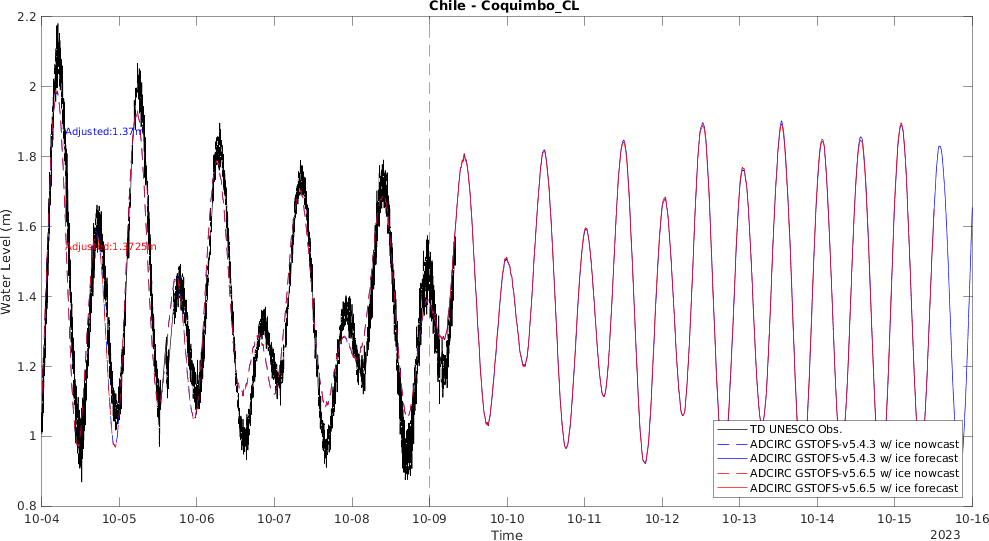 Chile - Coquimbo_CL
2.2
2
1.8
1.6
1.4
1.2
1
0.8
Water Level (m)
Adjusted:1.37m
Adjusted:1.3725m
TD UNESCO Obs.
ADCIRC GSTOFS-v5.4.3 w/ ice nowcast
ADCIRC GSTOFS-v5.4.3 w/ ice forecast
ADCIRC GSTOFS-v5.6.5 w/ ice nowcast
ADCIRC GSTOFS-v5.6.5 w/ ice forecast
10-04 10-05 10-06 10-07 10-08 10-09 10-10 10-11 10-12 10-13 10-14 10-15 10-16
Time
2023